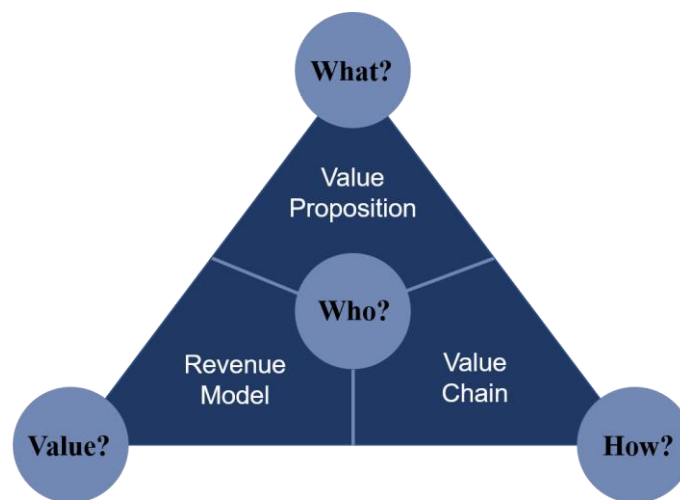 What?
Value
Proposition
Who?
Revenue
Model
Value
Chain
Value?
How?